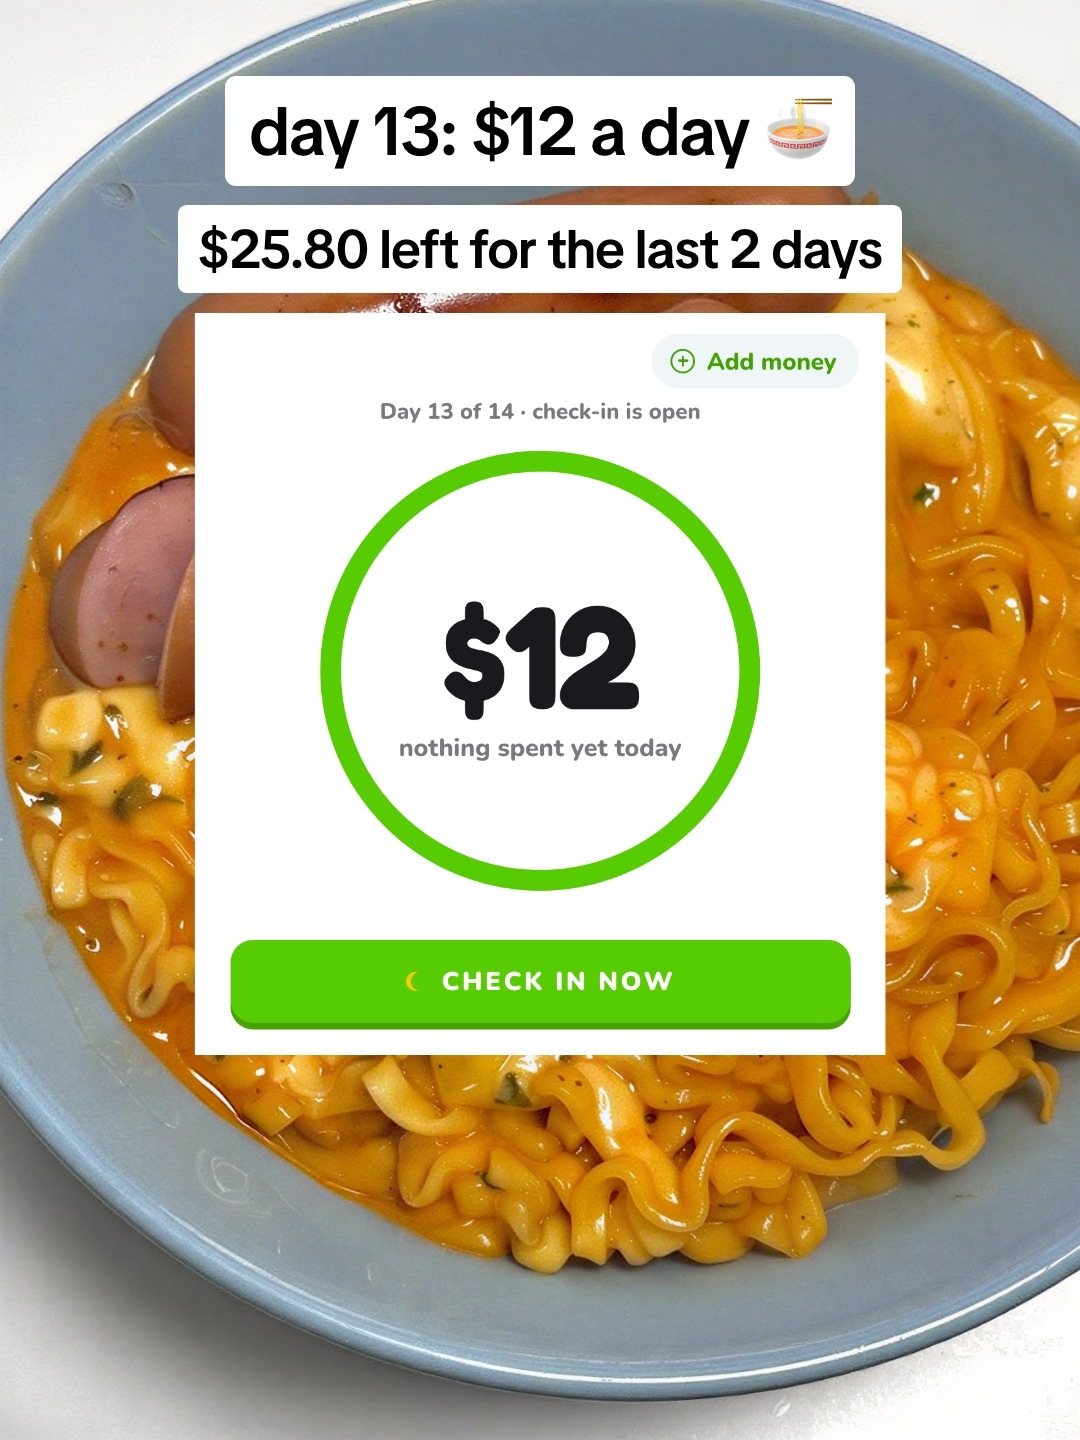 day 13: $12 a day 🍜
$25.80 left for the last 2 days
Add money
Day 13 of 14 · check-in is open
$12
nothing spent yet today
CHECK IN NOW